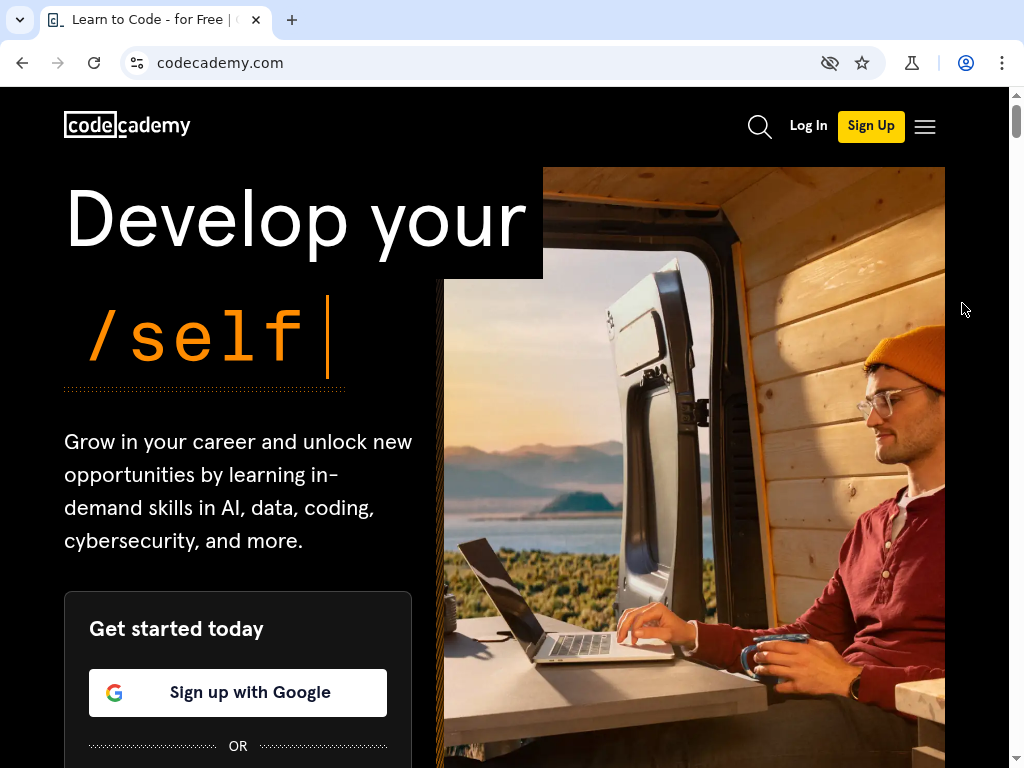 Learn to Code - for Free |
codecademy.com
codecademy
Log In
Sign Up
Develop your
/self
Grow in your career and unlock new
opportunities by learning in-
demand skills in AI, data, coding,
cybersecurity, and more.
Get started today
Sign up with Google
OR